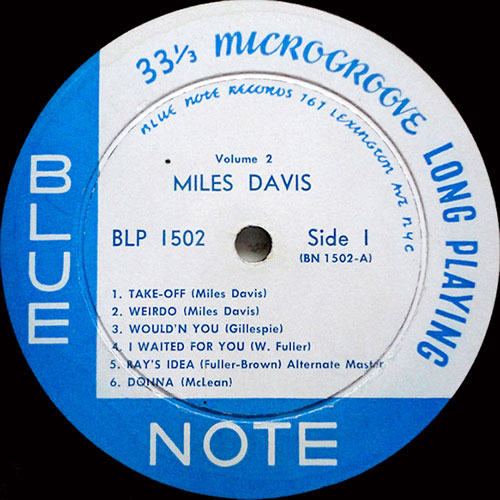 33⅓ MICROGROOVE LONG PLAYING
BLUE NOTE RECORDS 767 LEXINGTON AVE NYC
Volume 2
MILES DAVIS
BLP 1502
Side 1
(BN 1502-A)
1. TAKE-OFF (Miles Davis)
2. WEIRDO (Miles Davis)
3. WOULD'N YOU (Gillespie)
4. I WAITED FOR YOU (W. Fuller)
5. RAY'S IDEA (Fuller-Brown) Alternate Master
6. DONNA (McLean)
BLUE
NOTE